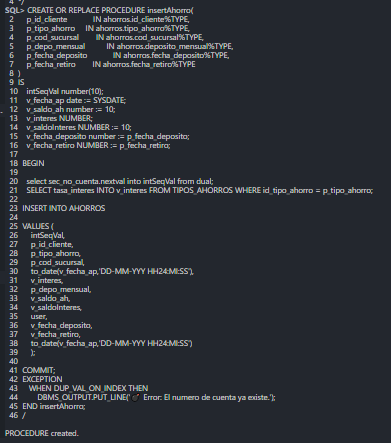 4 */
SQL> CREATE OR REPLACE PROCEDURE insertAhorro(
2 p_id_cliente IN ahorros.id_cliente%TYPE,
3 p_tipo_ahorro IN ahorros.tipo_ahorro%TYPE,
4 p_cod_sucursal IN ahorros.cod_sucursal%TYPE,
5 p_depo_mensual IN ahorros.deposito_mensual%TYPE,
6 p_fecha_deposito IN ahorros.fecha_deposito%TYPE,
7 p_fecha_retiro IN ahorros.fecha_retiro%TYPE
8 )
9 IS
10 intSeqVal number(10);
11 v_fecha_ap date := SYSDATE;
12 v_saldo_ah number := 10;
13 v_interes NUMBER;
14 v_saldoInteres NUMBER := 10;
15 v_fecha_deposito number := p_fecha_deposito;
16 v_fecha_retiro NUMBER := p_fecha_retiro;
17
18 BEGIN
19
20 select sec_no_cuenta.nextval into intSeqVal from dual;
21 SELECT tasa_interes INTO v_interes FROM TIPOS_AHORROS WHERE id_tipo_ahorro = p_tipo_ahorro;
22
23 INSERT INTO AHORROS
24
25 VALUES (
26 intSeqVal,
27 p_id_cliente,
28 p_tipo_ahorro,
29 p_cod_sucursal,
30 to_date(v_fecha_ap,'DD-MM-YYY HH24:MI:SS'),
31 v_interes,
32 p_depo_mensual,
33 v_saldo_ah,
34 v_saldoInteres,
35 user,
36 v_fecha_deposito,
37 v_fecha_retiro,
38 to_date(v_fecha_ap,'DD-MM-YYY HH24:MI:SS')
39 );
40
41 COMMIT;
42 EXCEPTION
43 WHEN DUP_VAL_ON_INDEX THEN
44 DBMS_OUTPUT.PUT_LINE('💣 Error: El numero de cuenta ya existe.');
45 END insertAhorro;
46 /
PROCEDURE created.